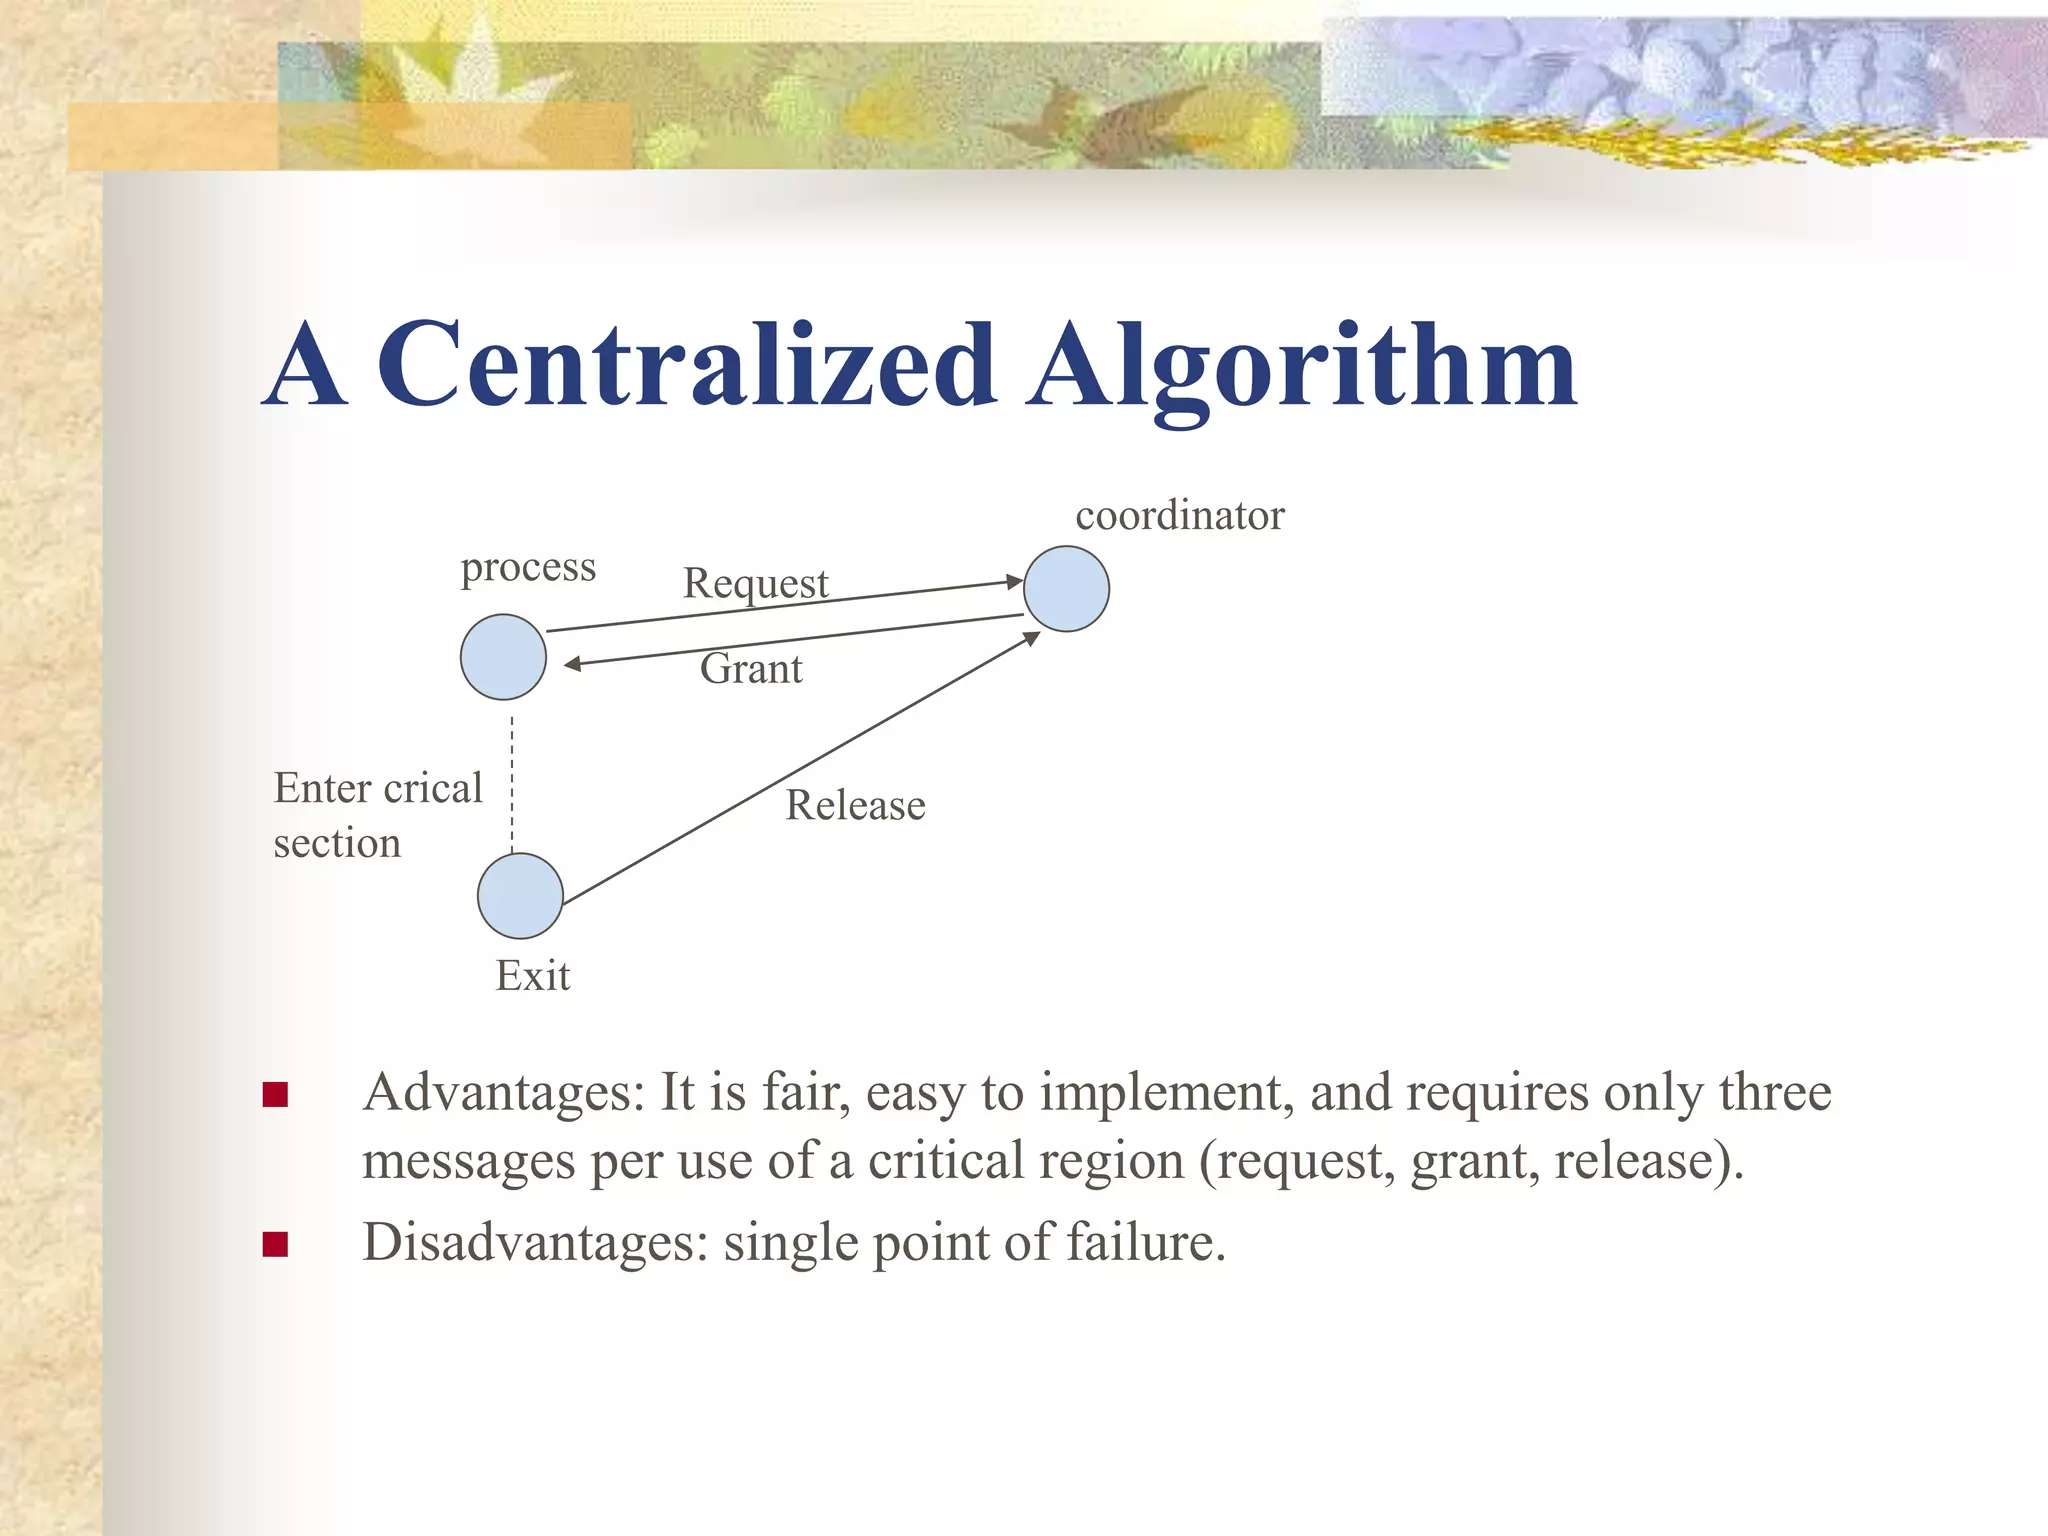 A Centralized Algorithm
coordinator
process
Request
Grant
Enter crical
section
Release
Exit
Advantages: It is fair, easy to implement, and requires only three
messages per use of a critical region (request, grant, release).
Disadvantages: single point of failure.